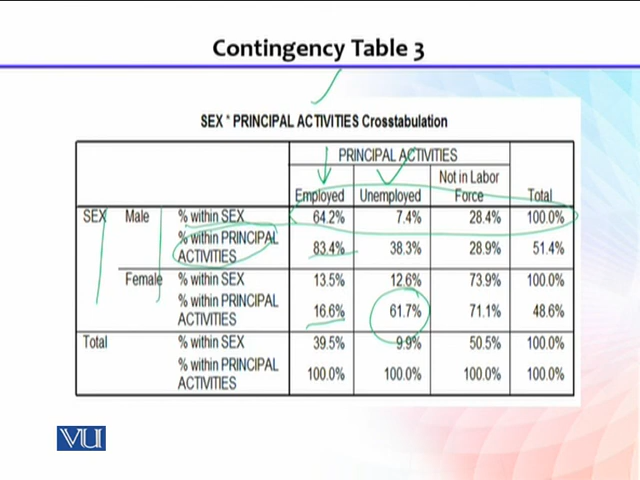 Contingency Table 3
SEX * PRINCIPAL ACTIVITIES Crosstabulation
PRINCIPAL ACTIVITIES
Employed Unemployed Not in Labor Force Total
SEX Male % within SEX 64.2% 7.4% 28.4% 100.0%
% within PRINCIPAL ACTIVITIES 83.4% 38.3% 28.9% 51.4%
Female % within SEX 13.5% 12.6% 73.9% 100.0%
% within PRINCIPAL ACTIVITIES 16.6% 61.7% 71.1% 48.6%
Total % within SEX 39.5% 9.9% 50.5% 100.0%
% within PRINCIPAL ACTIVITIES 100.0% 100.0% 100.0% 100.0%
VU